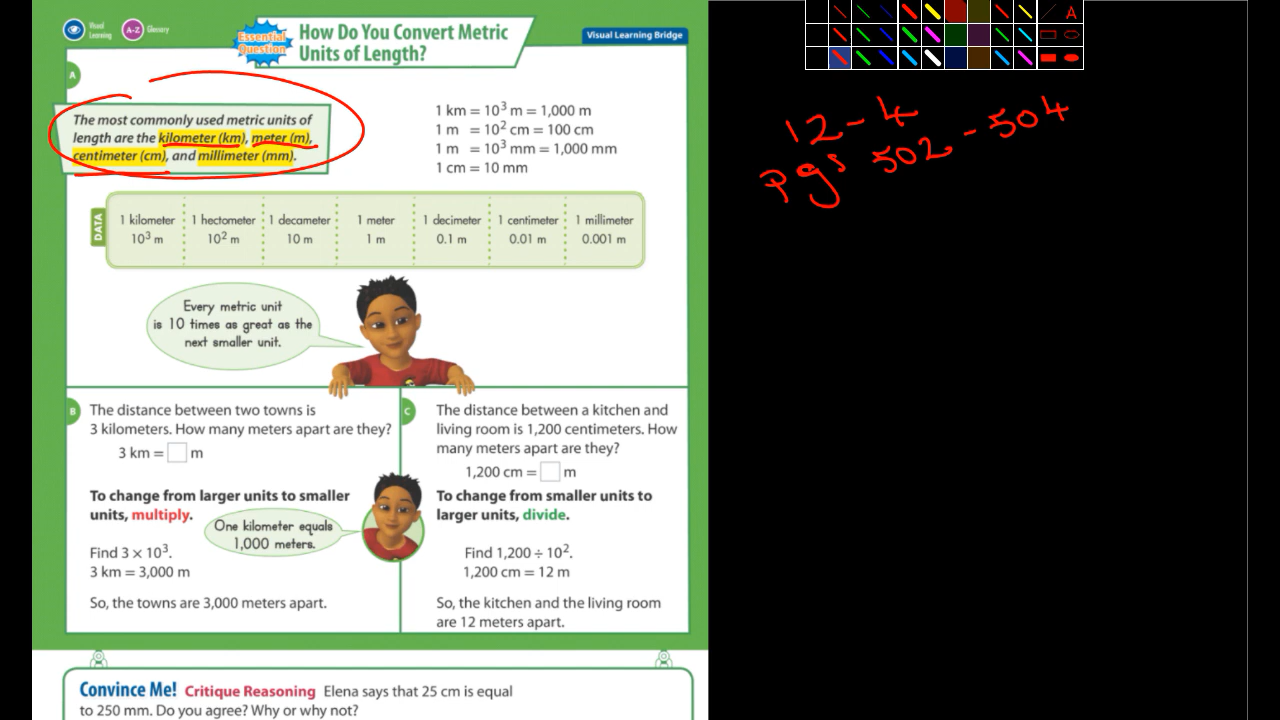 Visual
Learning
A-Z Glossary
Essential
Question
How Do You Convert Metric
Units of Length?
Visual Learning Bridge
A
The most commonly used metric units of
length are the kilometer (km), meter (m),
centimeter (cm), and millimeter (mm).
1 km = 10³ m = 1,000 m
1 m = 10² cm = 100 cm
1 m = 10³ mm = 1,000 mm
1 cm = 10 mm
DATA
1 kilometer 1 hectometer 1 decameter 1 meter 1 decimeter 1 centimeter 1 millimeter
10³ m 10² m 10 m 1 m 0.1 m 0.01 m 0.001 m
Every metric unit
is 10 times as great as the
next smaller unit.
B
The distance between two towns is
3 kilometers. How many meters apart are they?
3 km = □ m
To change from larger units to smaller
units, multiply.
One kilometer equals
1,000 meters.
Find 3 × 10³.
3 km = 3,000 m
So, the towns are 3,000 meters apart.
C
The distance between a kitchen and
living room is 1,200 centimeters. How
many meters apart are they?
1,200 cm = □ m
To change from smaller units to
larger units, divide.
Find 1,200 ÷ 10².
1,200 cm = 12 m
So, the kitchen and the living room
are 12 meters apart.
Convince Me! Critique Reasoning Elena says that 25 cm is equal
to 250 mm. Do you agree? Why or why not?
A
12-4
pgs 502-504